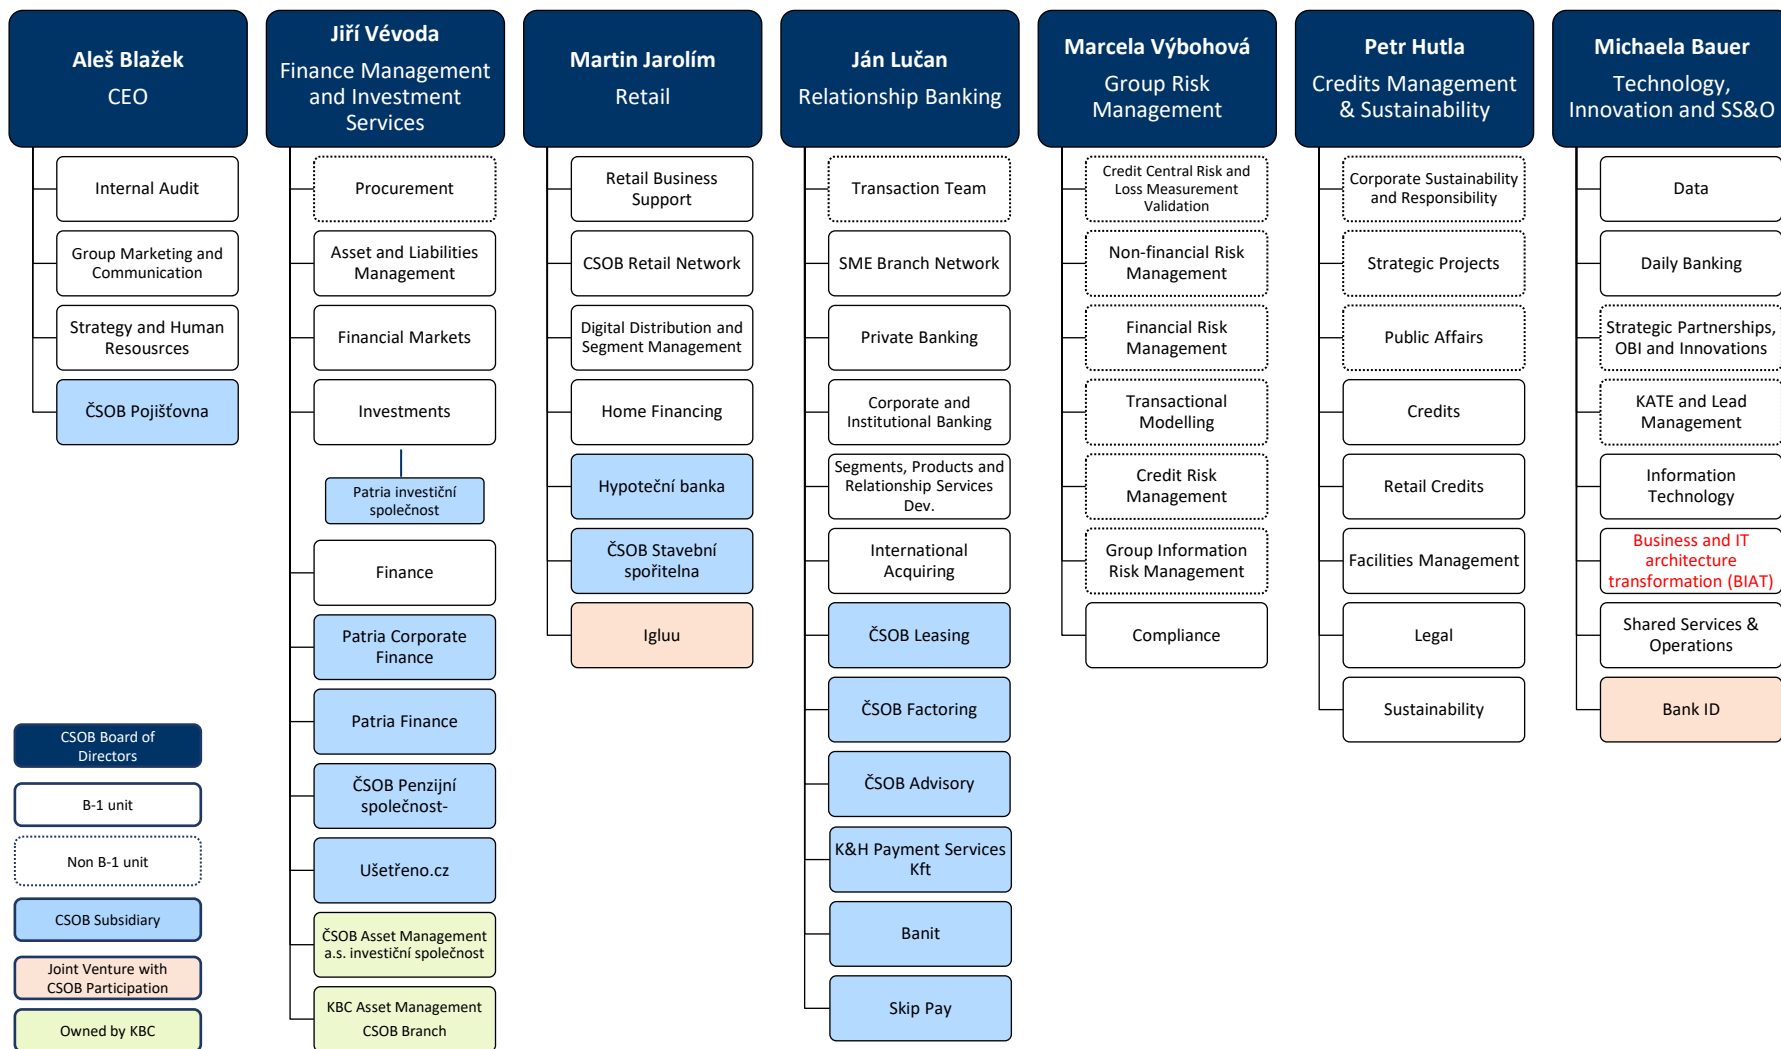 Aleš Blažek
CEO
Internal Audit
Group Marketing and
Communication
Strategy and Human
Resousrces
ČSOB Pojišťovna
Jiří Vévoda
Finance Management
and Investment
Services
Procurement
Asset and Liabilities
Management
Financial Markets
Investments
Patria investiční
společnost
Finance
Patria Corporate
Finance
Patria Finance
ČSOB Penzijní
společnost-
Ušetřeno.cz
ČSOB Asset Management
a.s. investiční společnost
KBC Asset Management
CSOB Branch
Martin Jarolím
Retail
Retail Business
Support
CSOB Retail Network
Digital Distribution and
Segment Management
Home Financing
Hypoteční banka
ČSOB Stavební
spořitelna
Igluu
Ján Lučan
Relationship Banking
Transaction Team
SME Branch Network
Private Banking
Corporate and
Institutional Banking
Segments, Products and
Relationship Services
Dev.
International
Acquiring
ČSOB Leasing
ČSOB Factoring
ČSOB Advisory
K&H Payment Services
Kft
Banit
Skip Pay
Marcela Výbohová
Group Risk
Management
Credit Central Risk and
Loss Measurement
Validation
Non-financial Risk
Management
Financial Risk
Management
Transactional
Modelling
Credit Risk
Management
Group Information
Risk Management
Compliance
Petr Hutla
Credits Management
& Sustainability
Corporate Sustainability
and Responsibility
Strategic Projects
Public Affairs
Credits
Retail Credits
Facilities Management
Legal
Sustainability
Michaela Bauer
Technology,
Innovation and SS&O
Data
Daily Banking
Strategic Partnerships,
OBI and Innovations
KATE and Lead
Management
Information
Technology
Business and IT
architecture
transformation (BIAT)
Shared Services &
Operations
Bank ID
CSOB Board of
Directors
B-1 unit
Non B-1 unit
CSOB Subsidiary
Joint Venture with
CSOB Participation
Owned by KBC